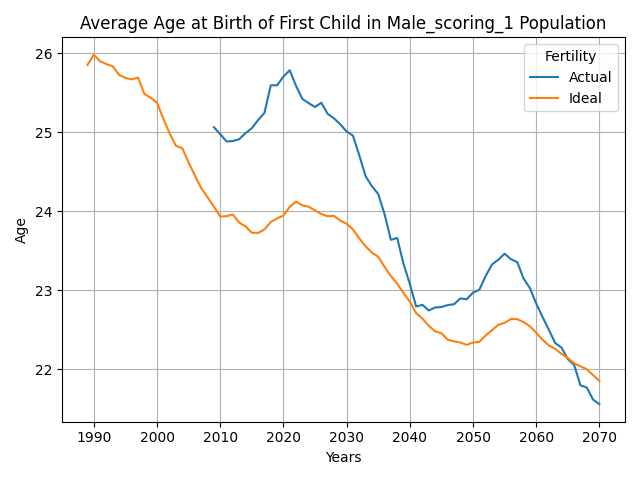 Average Age at Birth of First Child in Male_scoring_1 Population
Fertility
Actual
Ideal
Age
26
25
24
23
22
1990 2000 2010 2020 2030 2040 2050 2060 2070
Years